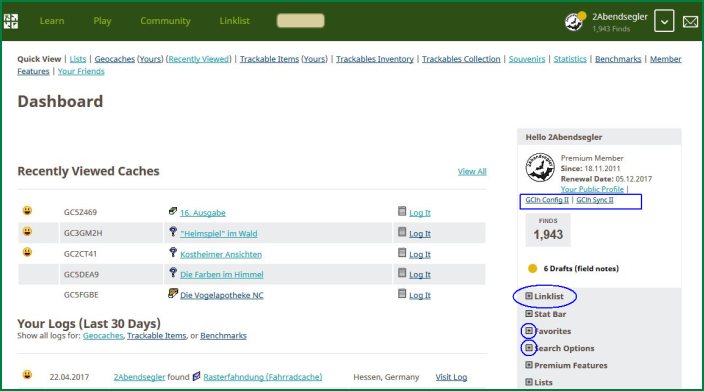 Learn Play Community Linklist
2Abendsegler
1,943 Finds
Quick View | Lists | Geocaches (Yours) (Recently Viewed) | Trackable Items (Yours) | Trackables Inventory | Trackables Collection | Souvenirs | Statistics | Benchmarks | Member
Features | Your Friends
Dashboard
Recently Viewed Caches View All
GC5Z469 16. Ausgabe Log It
GC3GM2H "Heimspiel" im Wald Log It
GC2CT41 Kostheimer Ansichten Log It
GC5DEA9 Die Farben im Himmel Log It
GC5FGBE Die Vogelapotheke NC Log It
Your Logs (Last 30 Days)
Show all logs for: Geocaches, Trackable Items, or Benchmarks
22.04.2017 2Abendsegler found Rasterfahndung (Fahrradcache) Hessen, Germany Visit Log
Hello 2Abendsegler
Premium Member
Since: 18.11.2011
Renewal Date: 05.12.2017
Your Public Profile |
GClh Config II | GClh Sync II
FINDS
1,943
6 Drafts (field notes)
Linklist
Stat Bar
Favorites
Search Options
Premium Features
Lists